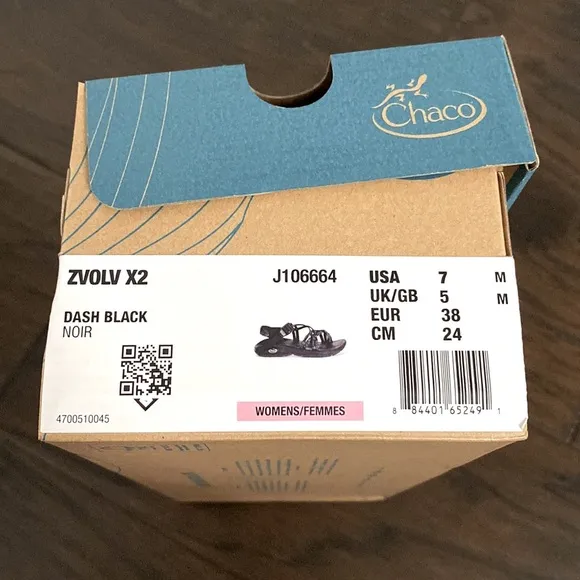 Chaco
ZVOLV X2
J106664
DASH BLACK
NOIR
4700510045
WOMENS/FEMMES
USA 7 M
UK/GB 5 M
EUR 38
CM 24
8 84401 65249 1